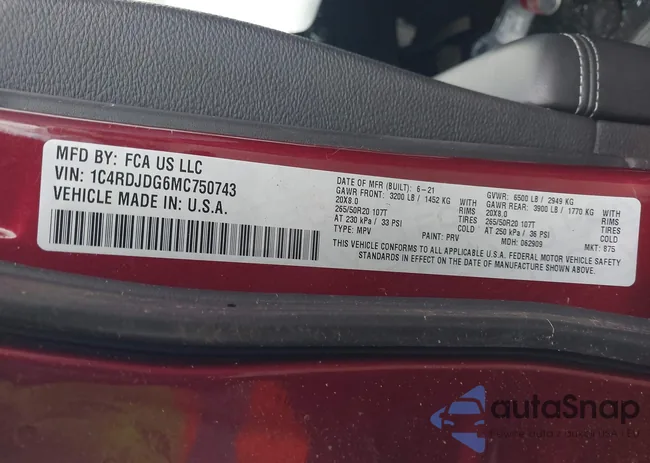 MFD BY: FCA US LLC
VIN: 1C4RDJDG6MC750743
VEHICLE MADE IN: U.S.A.
DATE OF MFR (BUILT): 6-21 GVWR: 6500 LB / 2949 KG
GAWR FRONT: 3200 LB / 1452 KG WITH GAWR REAR: 3900 LB / 1770 KG WITH
20X8.0 RIMS 20X8.0 RIMS
265/50R20 107T TIRES 265/50R20 107T TIRES
AT 230 kPa / 33 PSI COLD AT 250 kPa / 36 PSI COLD
TYPE: MPV PAINT: PRV MDH: 062909 MKT: 875
THIS VEHICLE CONFORMS TO ALL APPLICABLE U.S.A. FEDERAL MOTOR VEHICLE SAFETY
STANDARDS IN EFFECT ON THE DATE OF MANUFACTURE SHOWN ABOVE.
autaSnap